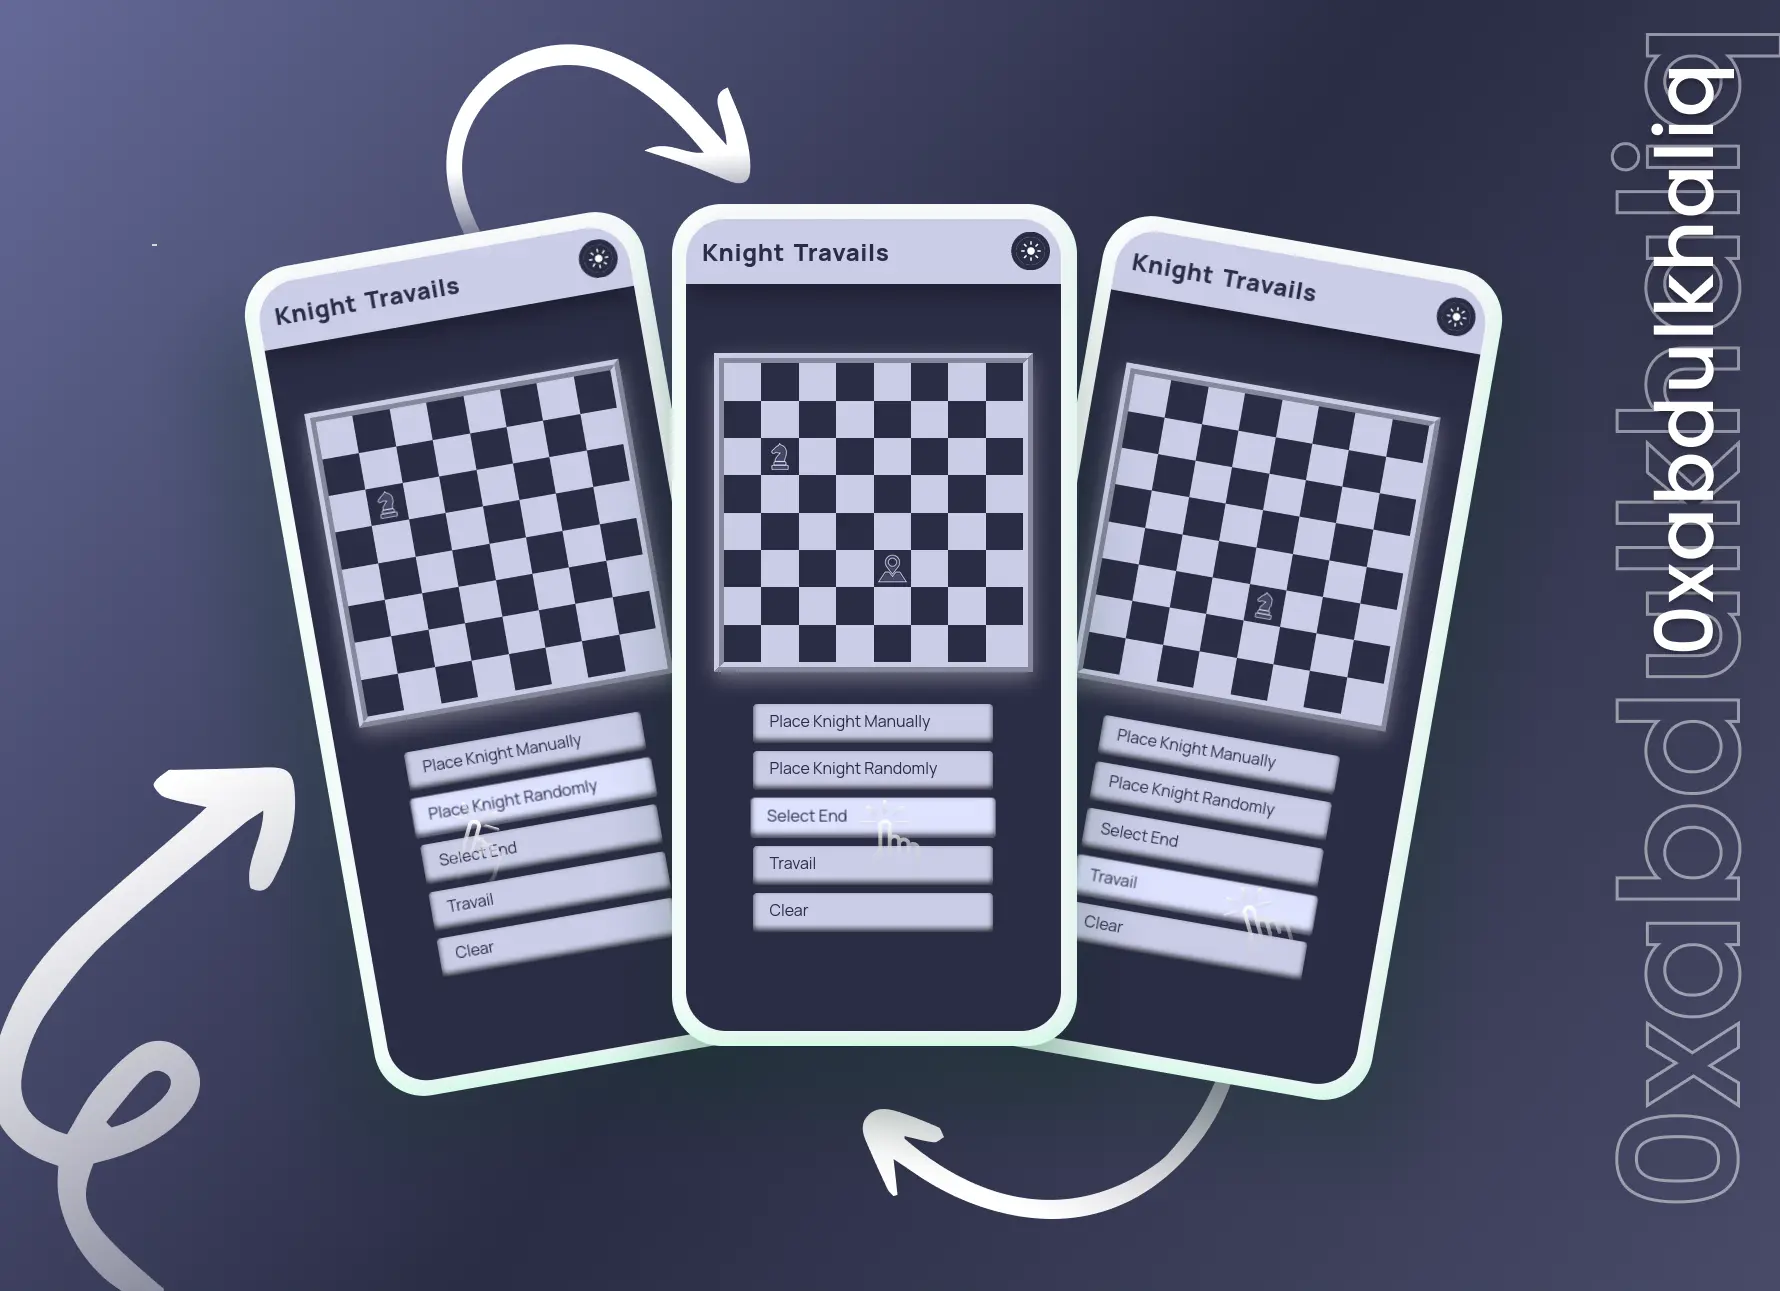 Knight Travails
Place Knight Manually
Place Knight Randomly
Select End
Travail
Clear
Knight Travails
Place Knight Manually
Place Knight Randomly
Select End
Travail
Clear
Knight Travails
Place Knight Manually
Place Knight Randomly
Select End
Travail
Clear
0xabdulkhaliq
0xabdulkhaliq